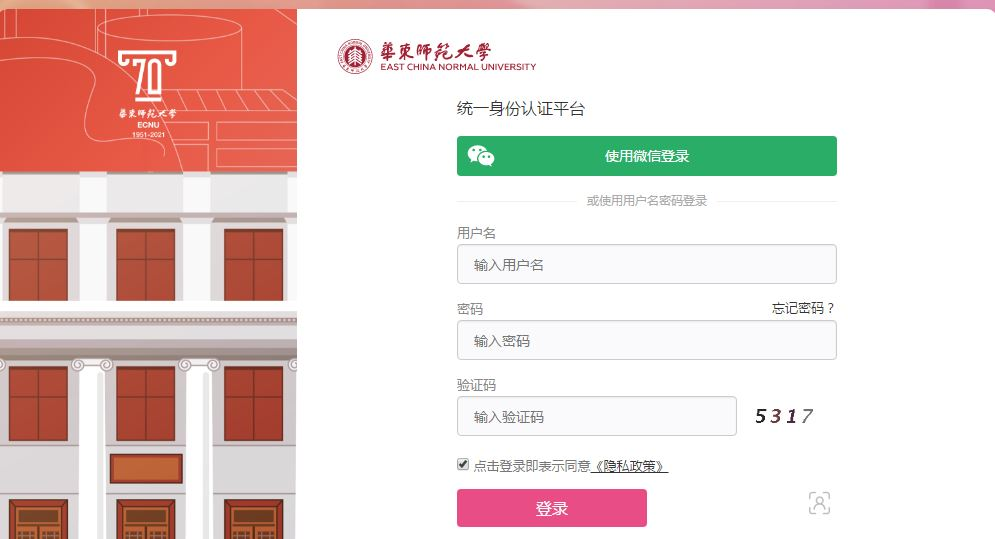 70
華東師範大學
ECNU
1951-2021
華東師範大學
EAST CHINA NORMAL UNIVERSITY
统一身份认证平台
使用微信登录
或使用用户名密码登录
用户名
输入用户名
密码 忘记密码？
输入密码
验证码
输入验证码 5317
点击登录即表示同意《隐私政策》
登录